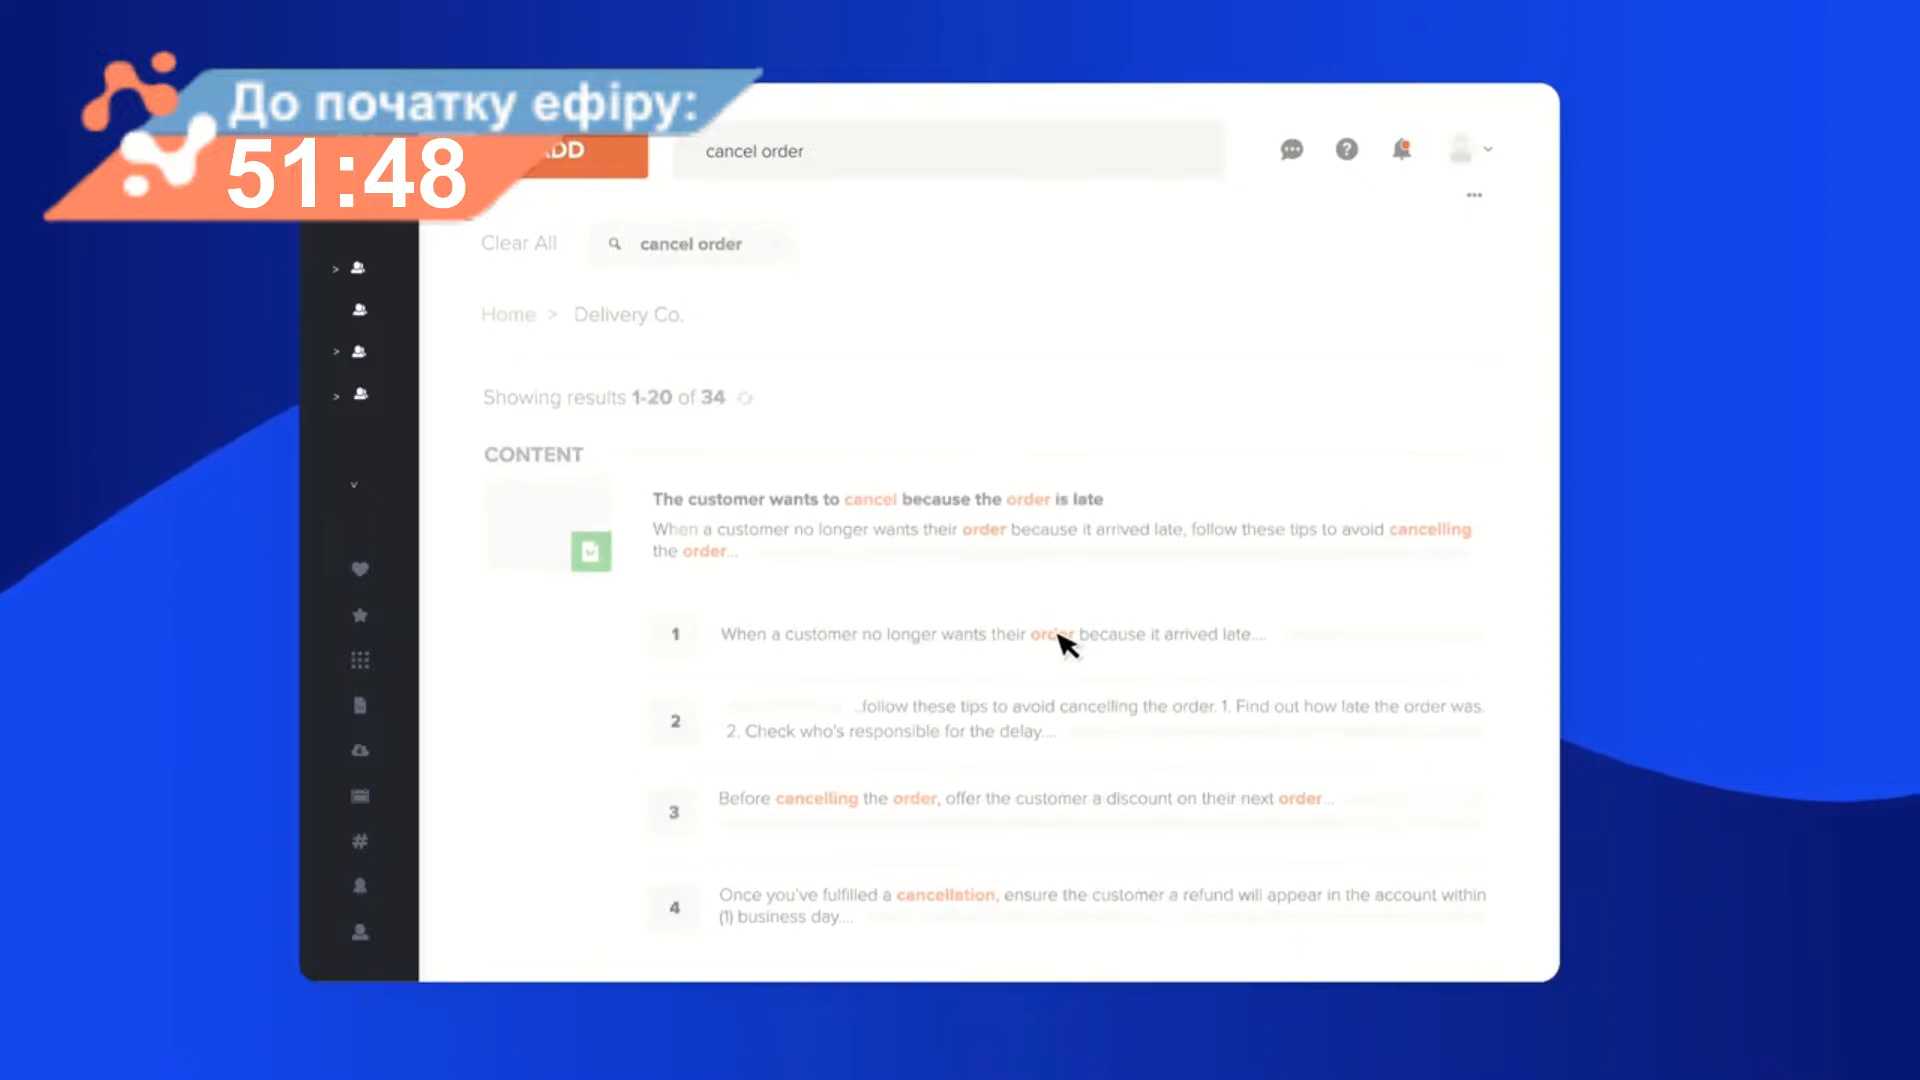 До початку ефіру:
51:48
ADD
cancel order
Clear All
cancel order
Home > Delivery Co.
Showing results 1-20 of 34
CONTENT
The customer wants to cancel because the order is late
When a customer no longer wants their order because it arrived late, follow these tips to avoid cancelling
the order...
1 When a customer no longer wants their order because it arrived late....
2 ..follow these tips to avoid cancelling the order. 1. Find out how late the order was.
2. Check who's responsible for the delay....
3 Before cancelling the order, offer the customer a discount on their next order...
4 Once you've fulfilled a cancellation, ensure the customer a refund will appear in the account within
(1) business day....